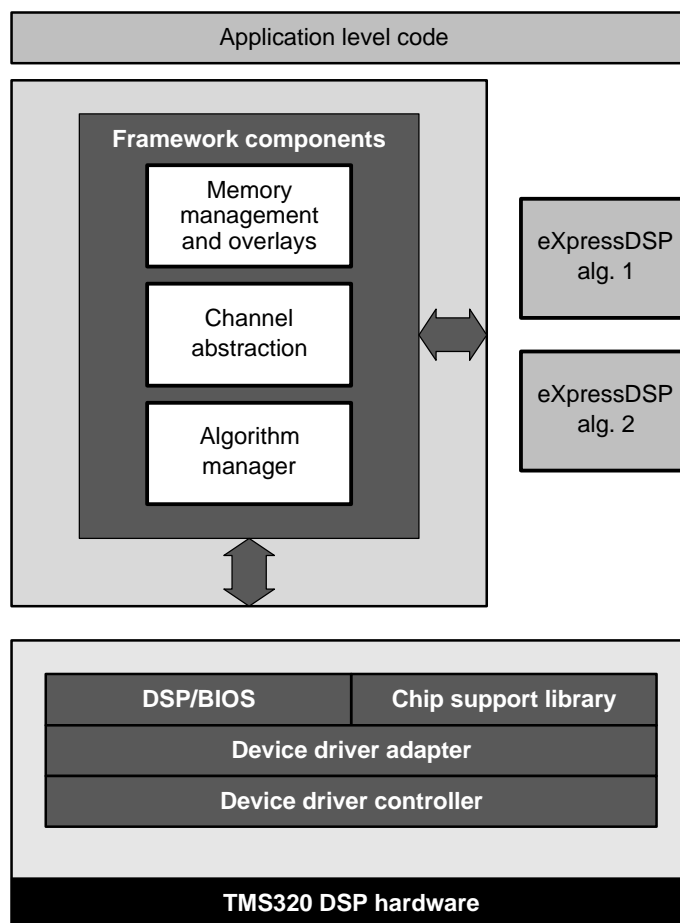 Application level code
Framework components
Memory
management
and overlays
Channel
abstraction
Algorithm
manager
eXpressDSP
alg. 1
eXpressDSP
alg. 2
DSP/BIOS
Chip support library
Device driver adapter
Device driver controller
TMS320 DSP hardware